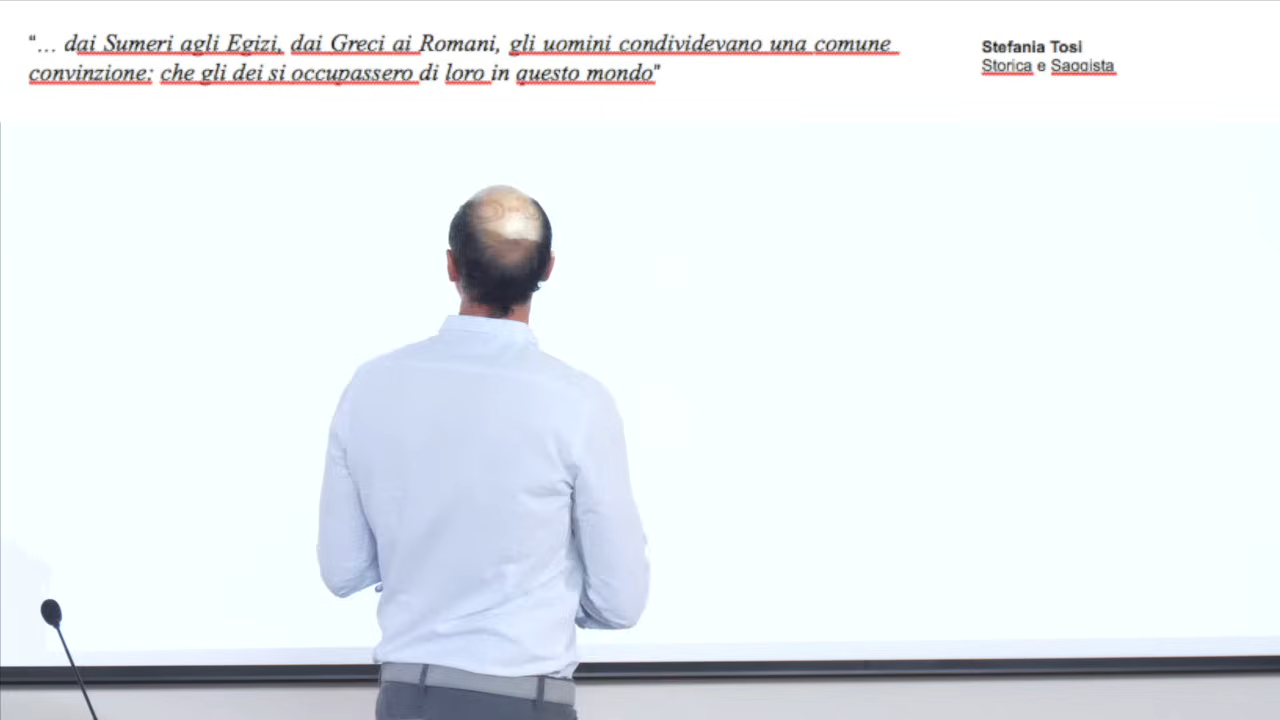 “… dai Sumeri agli Egizi, dai Greci ai Romani, gli uomini condividevano una comune
convinzione: che gli dei si occupassero di loro in questo mondo”
Stefania Tosi
Storica e Saggista